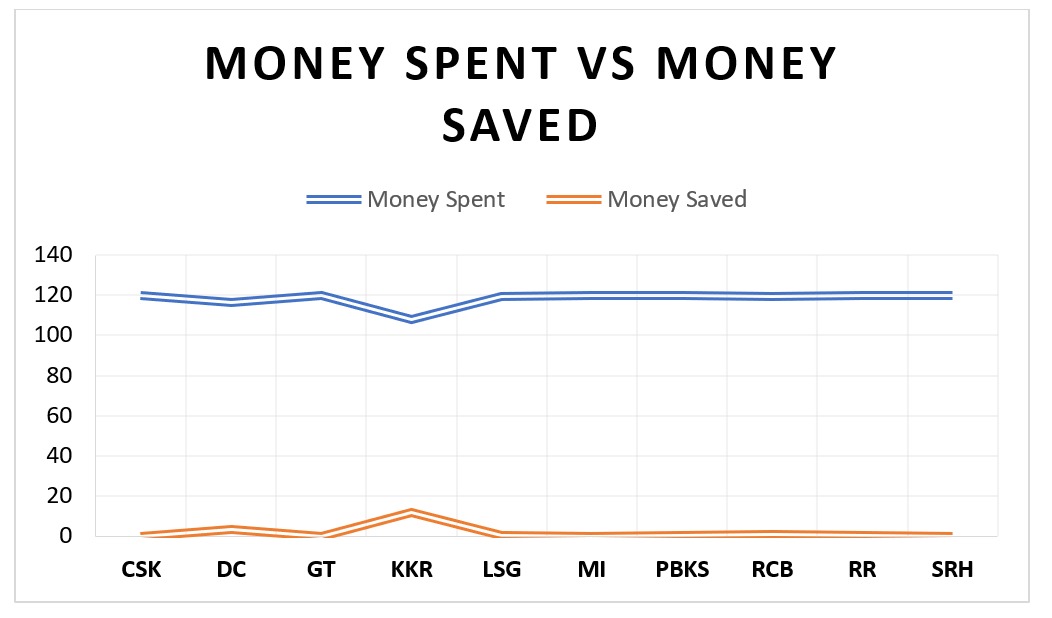 MONEY SPENT VS MONEY
SAVED
Money Spent Money Saved
140
120
100
80
60
40
20
0
CSK DC GT KKR LSG MI PBKS RCB RR SRH